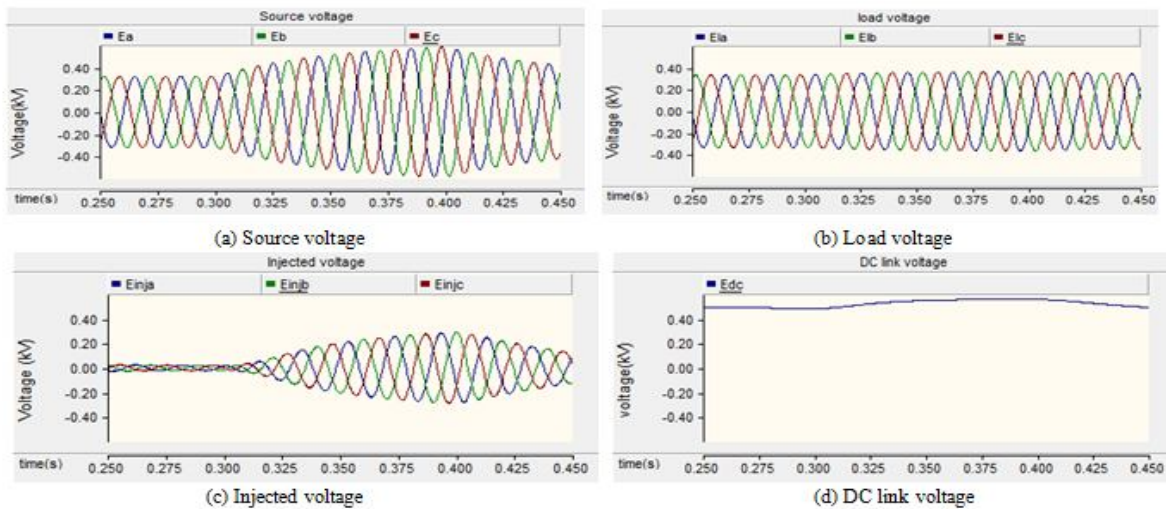 Source voltage
Ea Eb Ec
Voltage(kV)
0.40
0.20
0.00
-0.20
-0.40
time(s) 0.250 0.275 0.300 0.325 0.350 0.375 0.400 0.425 0.450
(a) Source voltage
load voltage
Ela Elb Elc
Voltage (kV)
0.40
0.20
0.00
-0.20
-0.40
time(s) 0.250 0.275 0.300 0.325 0.350 0.375 0.400 0.425 0.450
(b) Load voltage
Injected voltage
Einja Einjb Einjc
Voltage (kV)
0.40
0.20
0.00
-0.20
-0.40
time(s) 0.250 0.275 0.300 0.325 0.350 0.375 0.400 0.425 0.450
(c) Injected voltage
DC link voltage
Edc
voltage(kV)
0.40
0.20
0.00
-0.20
-0.40
time(s) 0.250 0.275 0.300 0.325 0.350 0.375 0.400 0.425 0.450
(d) DC link voltage